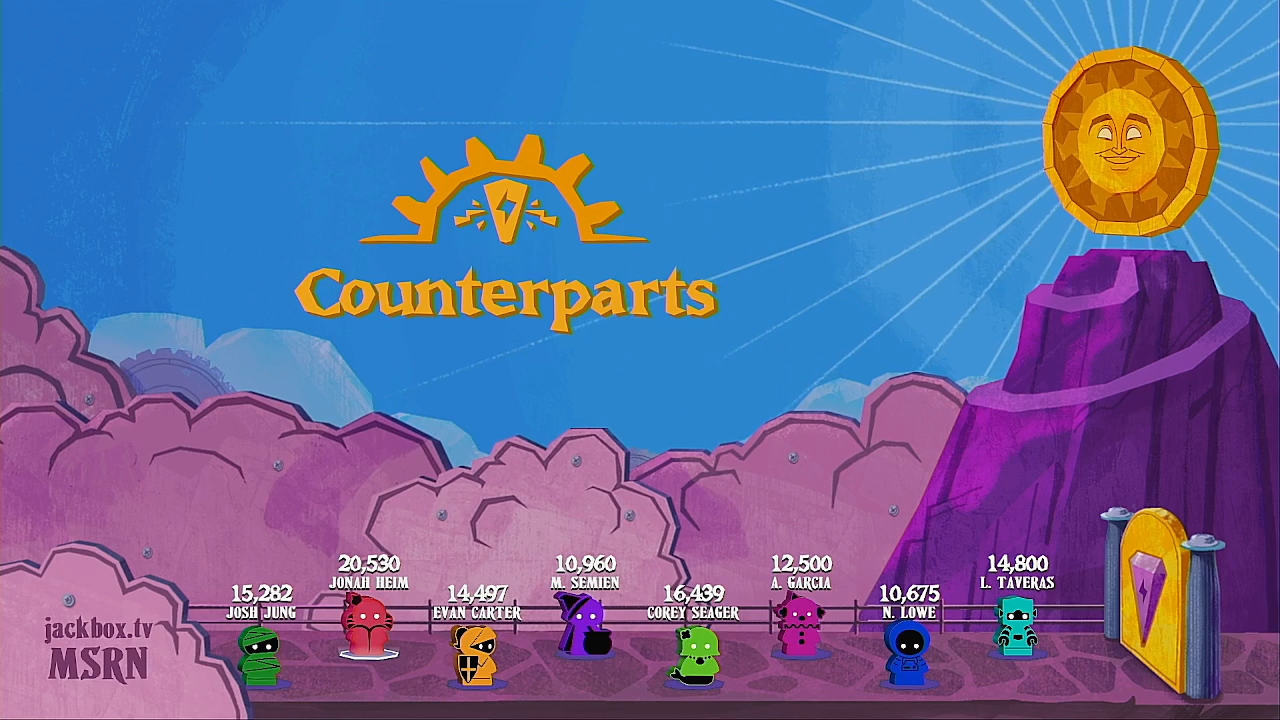 Counterparts
15,282
JOSH JUNG
20,530
JONAH HEIM
14,497
EVAN CARTER
10,960
M. SEMIEN
16,439
COREY SEAGER
12,500
A. GARCIA
10,675
N. LOWE
14,800
L. TAVERAS
jackbox.tv
MSRN